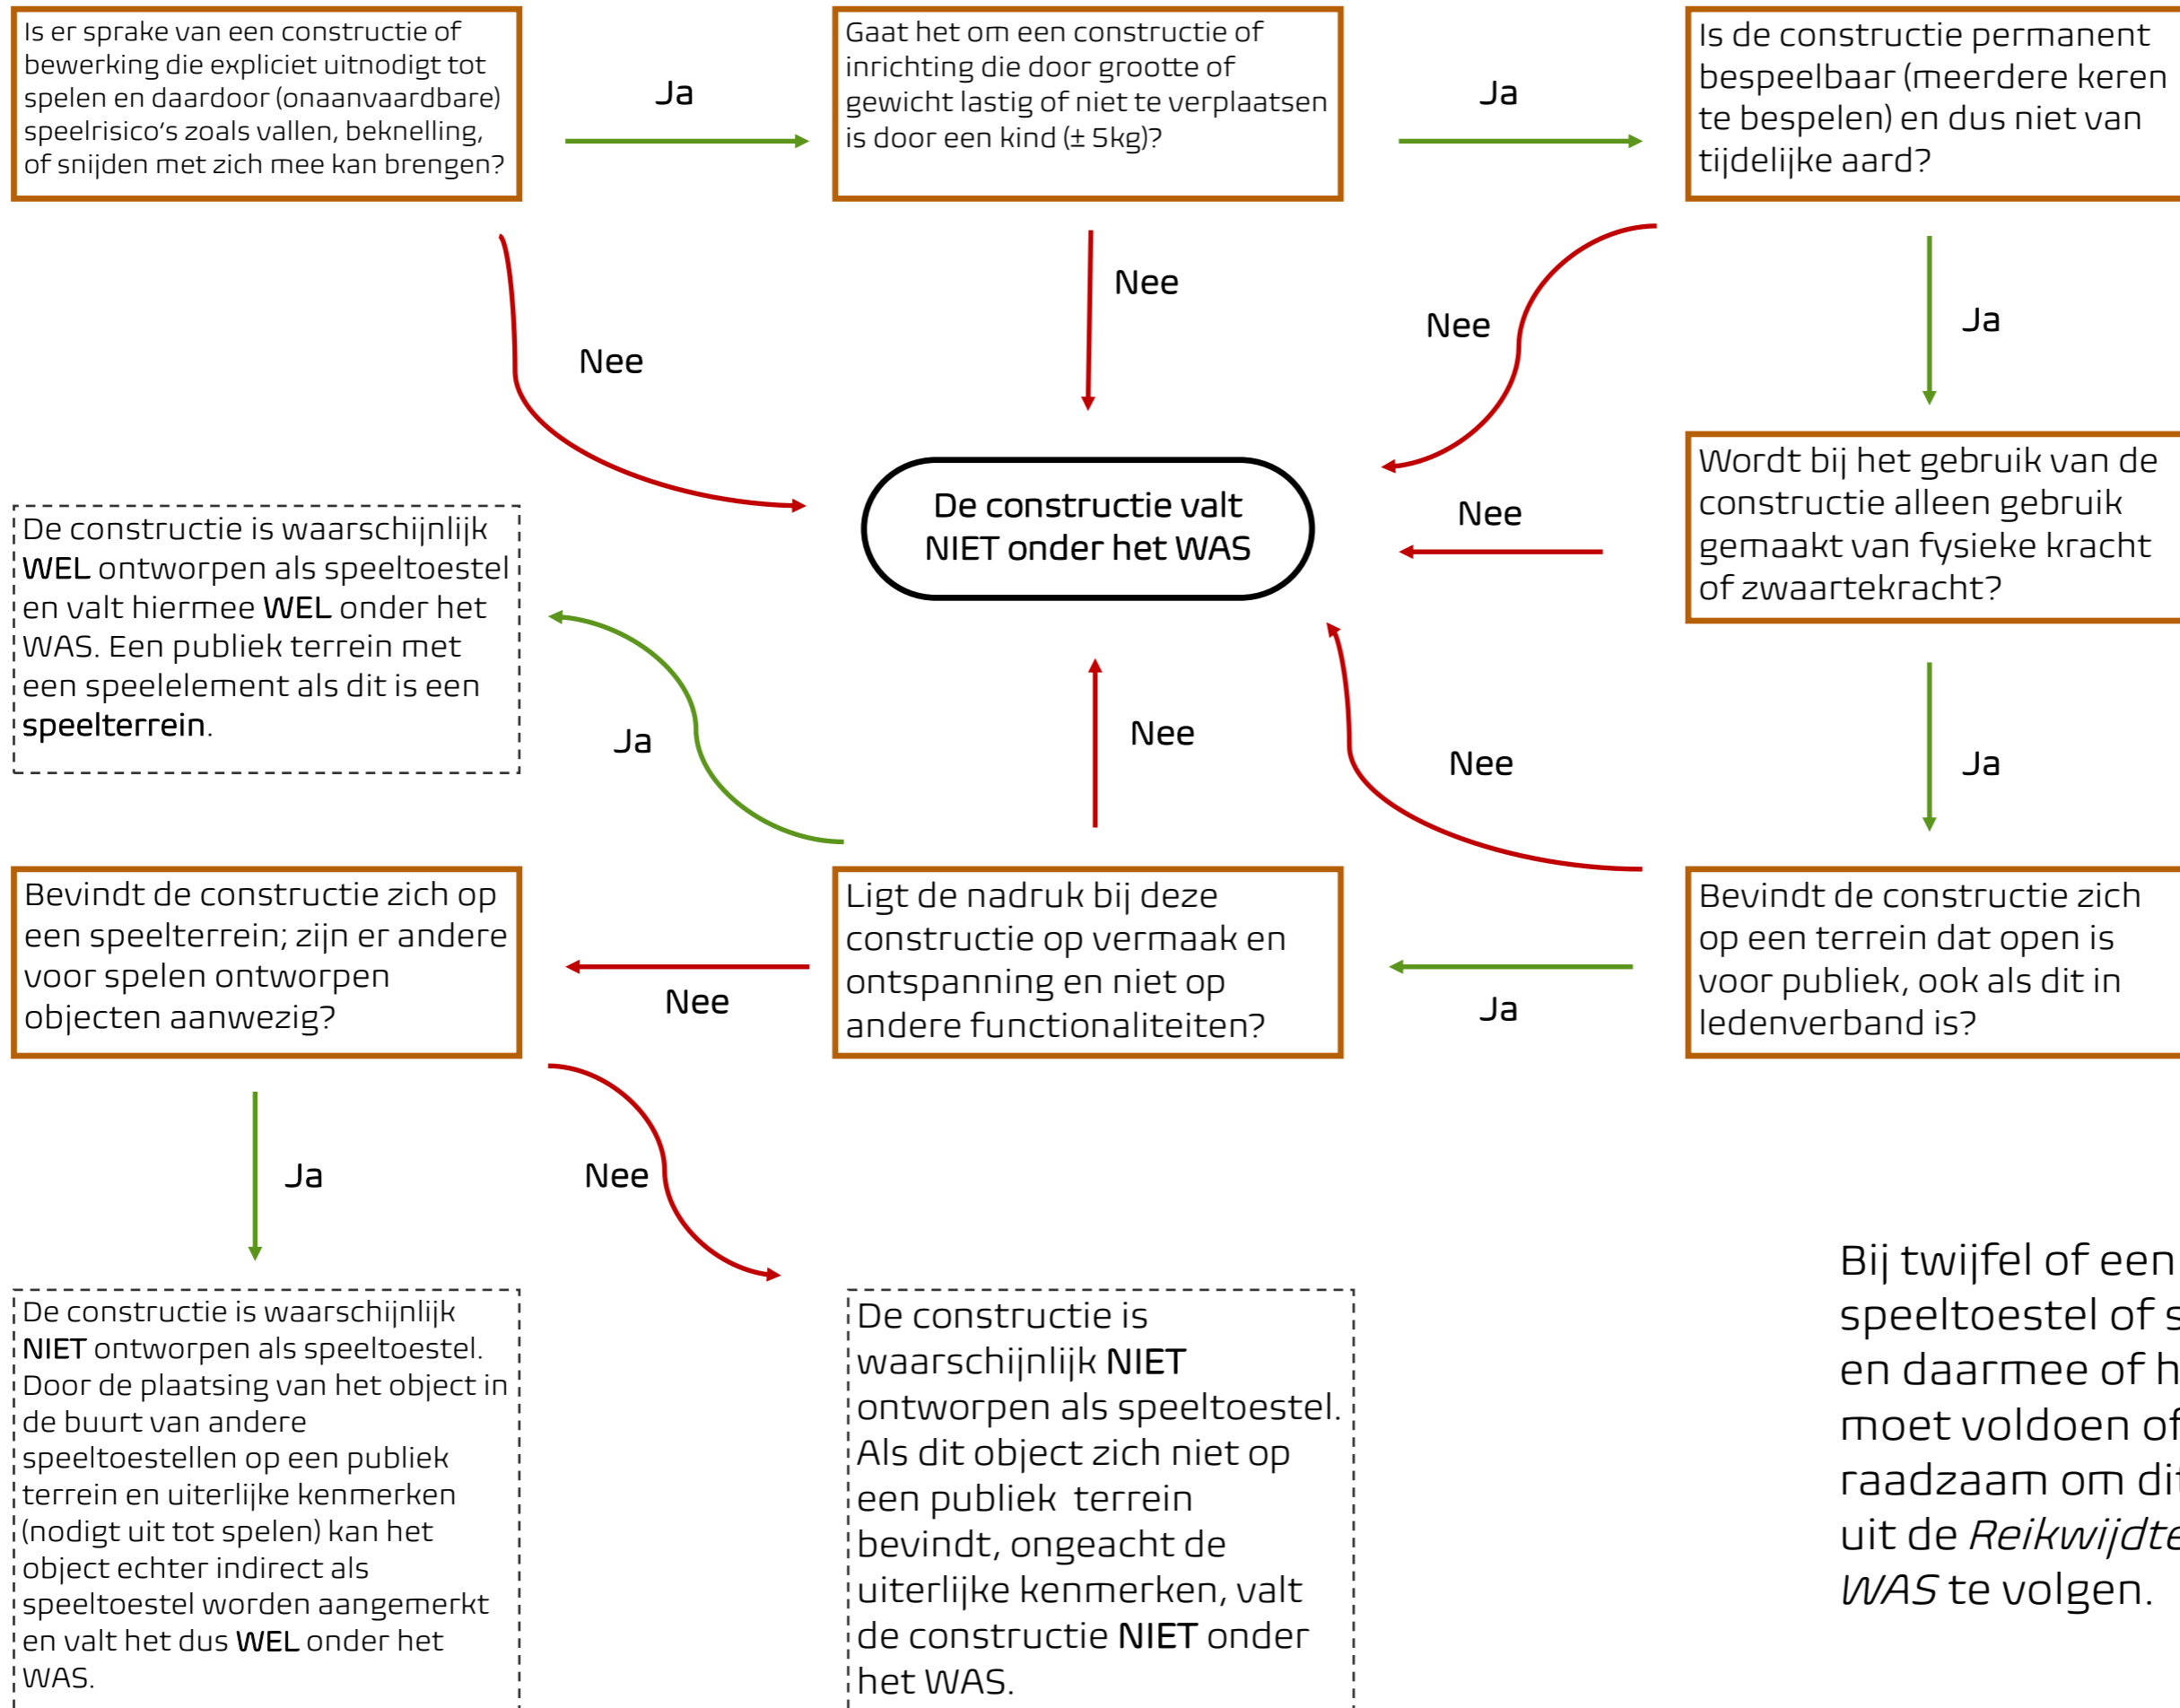 Is er sprake van een constructie of
bewerking die expliciet uitnodigt tot
spelen en daardoor (onaanvaardbare)
speelrisico's zoals vallen, beknelling,
of snijden met zich mee kan brengen?
Ja
Gaat het om een constructie of
inrichting die door grootte of
gewicht lastig of niet te verplaatsen
is door een kind (± 5kg)?
Ja
Is de constructie permanent
bespeelbaar (meerdere keren
te bespelen) en dus niet van
tijdelijke aard?
Nee
Nee
Nee
Ja
De constructie valt
NIET onder het WAS
Nee
Wordt bij het gebruik van de
constructie alleen gebruik
gemaakt van fysieke kracht
of zwaartekracht?
De constructie is waarschijnlijk
WEL ontworpen als speeltoestel
en valt hiermee WEL onder het
WAS. Een publiek terrein met
een speelelement als dit is een
speelterrein.
Ja
Nee
Nee
Ja
Bevindt de constructie zich op
een speelterrein; zijn er andere
voor spelen ontworpen
objecten aanwezig?
Nee
Ligt de nadruk bij deze
constructie op vermaak en
ontspanning en niet op
andere functionaliteiten?
Ja
Bevindt de constructie zich
op een terrein dat open is
voor publiek, ook als dit in
ledenverband is?
Ja
Nee
De constructie is waarschijnlijk
NIET ontworpen als speeltoestel.
Door de plaatsing van het object in
de buurt van andere
speeltoestellen op een publiek
terrein en uiterlijke kenmerken
(nodigt uit tot spelen) kan het
object echter indirect als
speeltoestel worden aangemerkt
en valt het dus WEL onder het
WAS.
De constructie is
waarschijnlijk NIET
ontworpen als speeltoestel.
Als dit object zich niet op
een publiek terrein
bevindt, ongeacht de
uiterlijke kenmerken, valt
de constructie NIET onder
het WAS.
Bij twijfel of een
speeltoestel of
en daarmee of
moet voldoen of
raadzaam om
uit de Reikwijdte
WAS te volgen.